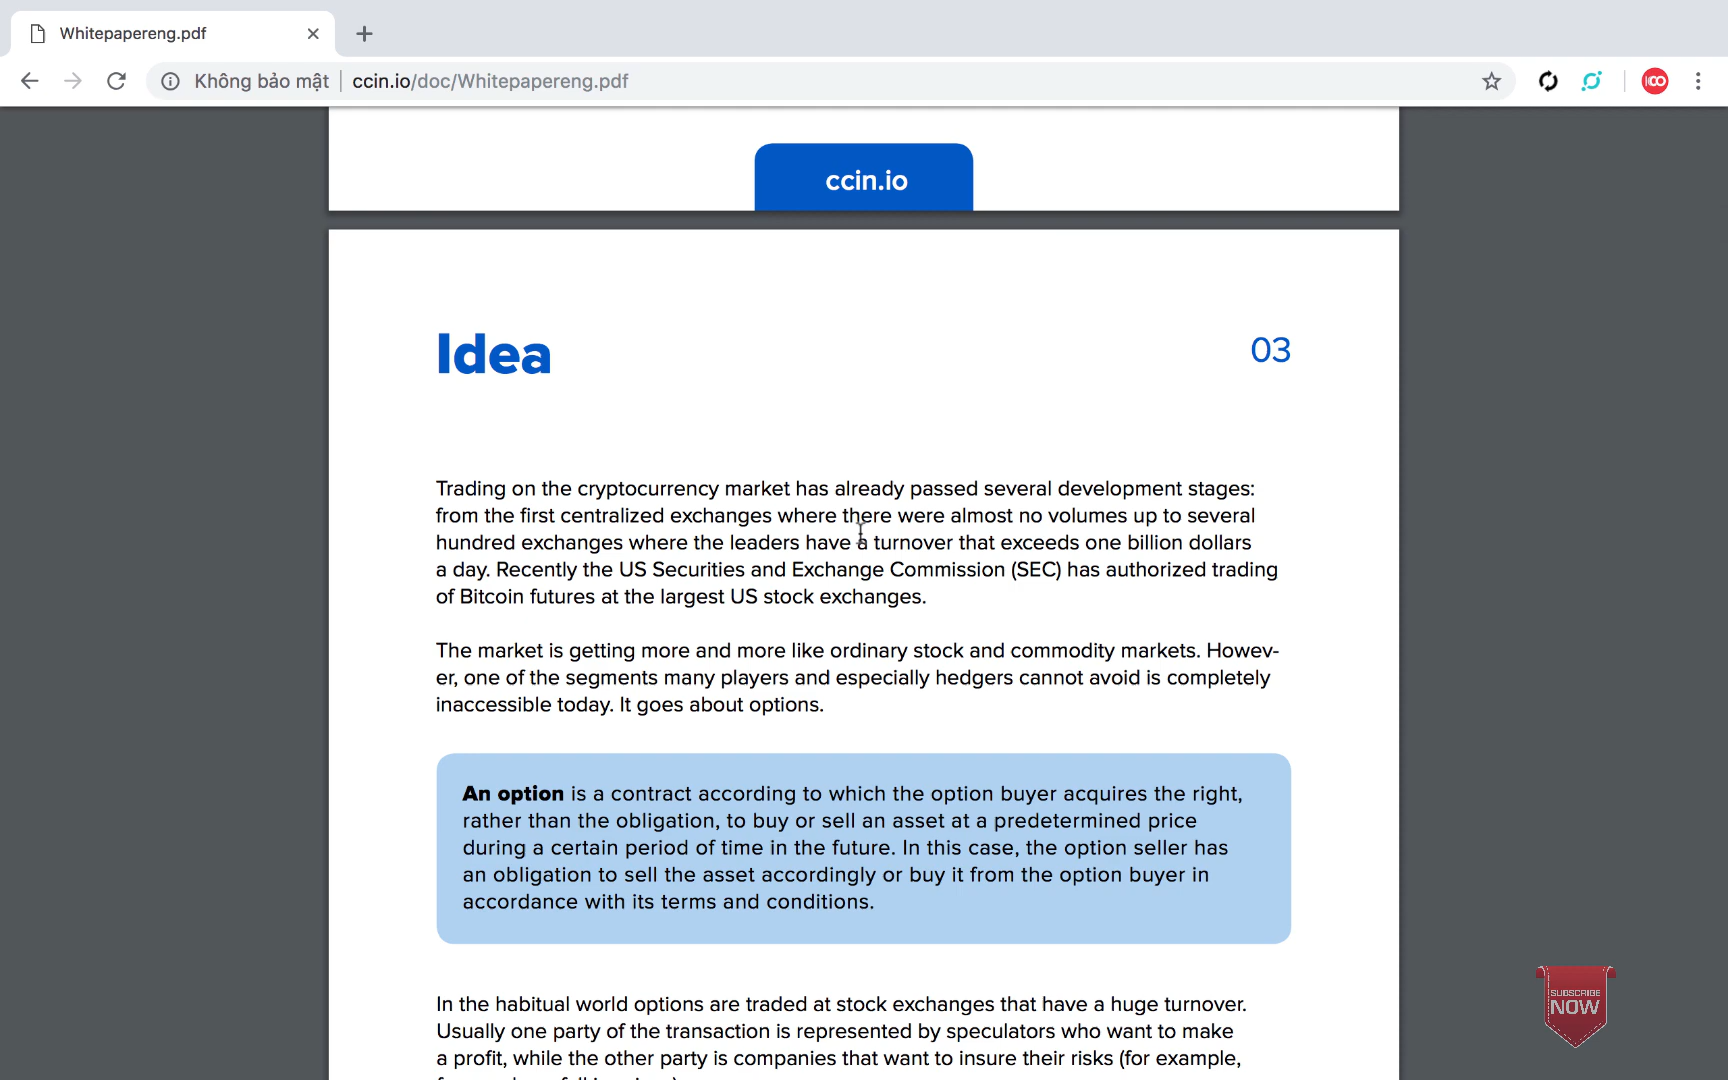 Whitepapereng.pdf
Không bảo mật
ccin.io/doc/Whitepapereng.pdf
ccin.io
Idea
03
Trading on the cryptocurrency market has already passed several development stages:
from the first centralized exchanges where there were almost no volumes up to several
hundred exchanges where the leaders have a turnover that exceeds one billion dollars
a day. Recently the US Securities and Exchange Commission (SEC) has authorized trading
of Bitcoin futures at the largest US stock exchanges.
The market is getting more and more like ordinary stock and commodity markets. Howev-
er, one of the segments many players and especially hedgers cannot avoid is completely
inaccessible today. It goes about options.
An option is a contract according to which the option buyer acquires the right,
rather than the obligation, to buy or sell an asset at a predetermined price
during a certain period of time in the future. In this case, the option seller has
an obligation to sell the asset accordingly or buy it from the option buyer in
accordance with its terms and conditions.
In the habitual world options are traded at stock exchanges that have a huge turnover.
Usually one party of the transaction is represented by speculators who want to make
a profit, while the other party is companies that want to insure their risks (for example,
SUBSCRIBE
NOW